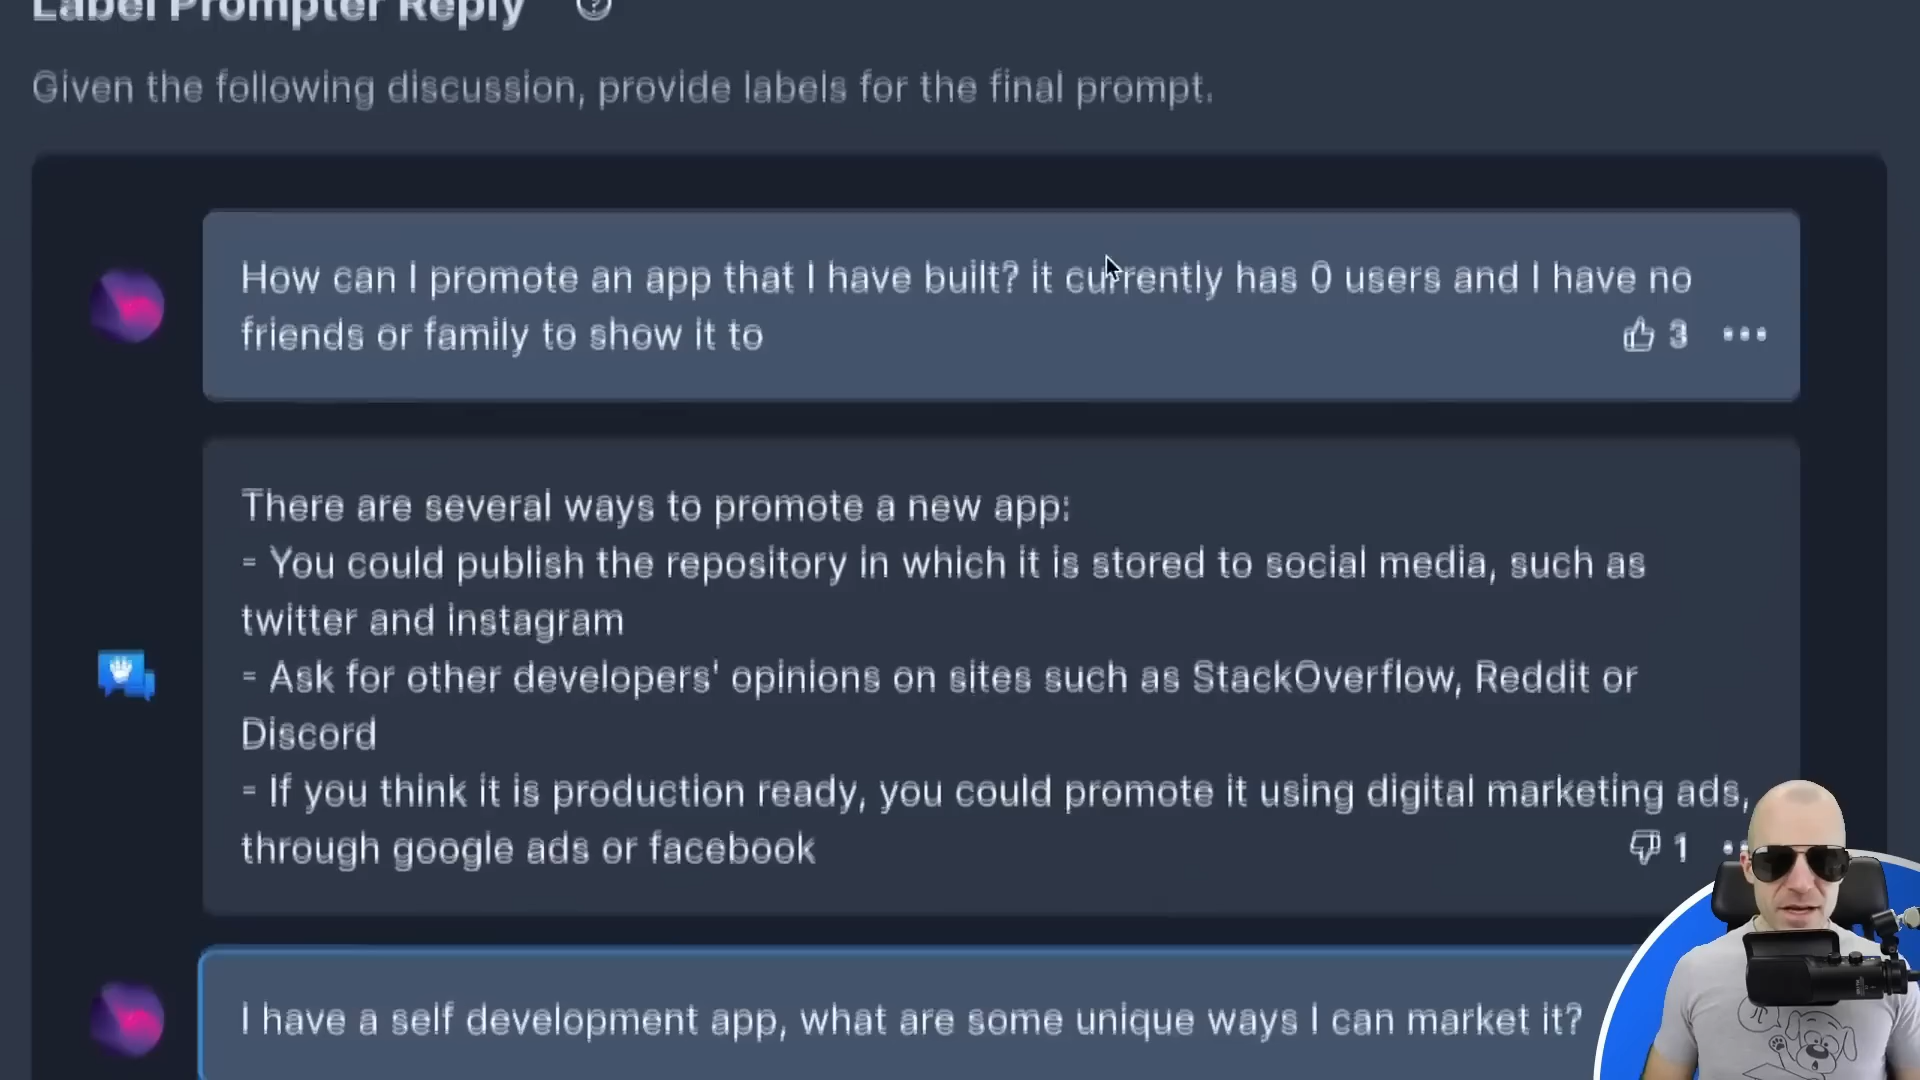 Label Prompter Reply
Given the following discussion, provide labels for the final prompt.
How can I promote an app that I have built? it currently has 0 users and I have no
friends or family to show it to
3
There are several ways to promote a new app:
- You could publish the repository in which it is stored to social media, such as
twitter and instagram
- Ask for other developers' opinions on sites such as StackOverflow, Reddit or
Discord
- If you think it is production ready, you could promote it using digital marketing ads,
through google ads or facebook
1
I have a self development app, what are some unique ways I can market it?